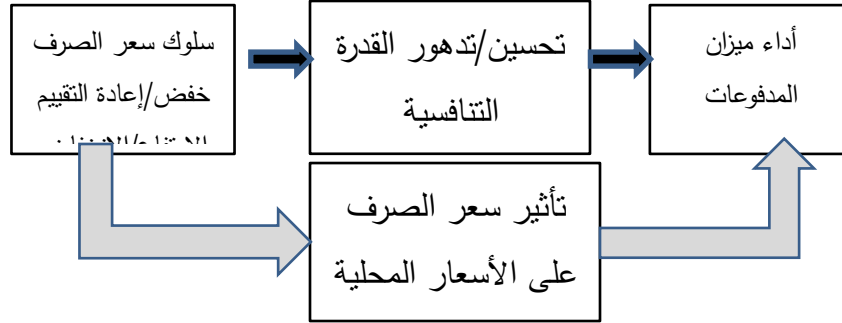 سلوك سعر الصرف
خفض/إعادة التقييم
تحسين/تدهور القدرة
التنافسية
أداء ميزان
المدفوعات
تأثير سعر الصرف
على الأسعار المحلية